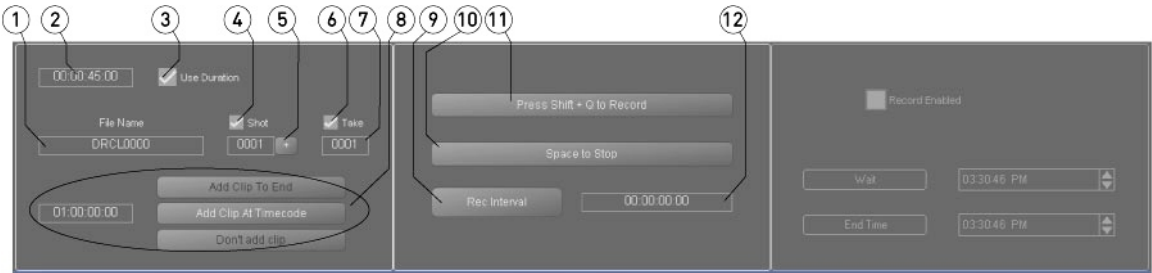 1 2 3 4 5 6 7 8 9 10 11 12
00:00:45:00 Use Duration
File Name Shot Take
DRCL0000 0001 + 0001
Add Clip To End
01:00:00:00 Add Clip At Timecode
Don't add clip
Press Shift + Q to Record
Space to Stop
Rec Interval 00:00:00:00
Record Enabled
Wait 03:30:46 PM
End Time 03:30:46 PM